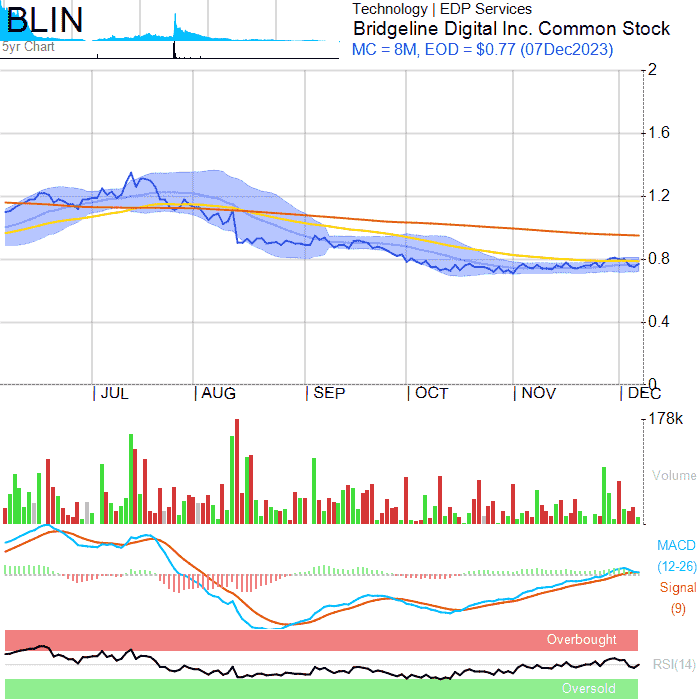 BLIN
5yr Chart
Technology | EDP Services
Bridgeline Digital Inc. Common Stock
MC = 8M, EOD = $0.77 (07Dec2023)
2
1.6
1.2
0.8
0.4
0
JUL AUG SEP OCT NOV DEC
178k
Volume
MACD
(12-26)
Signal
(9)
Overbought
RSI(14)
Oversold